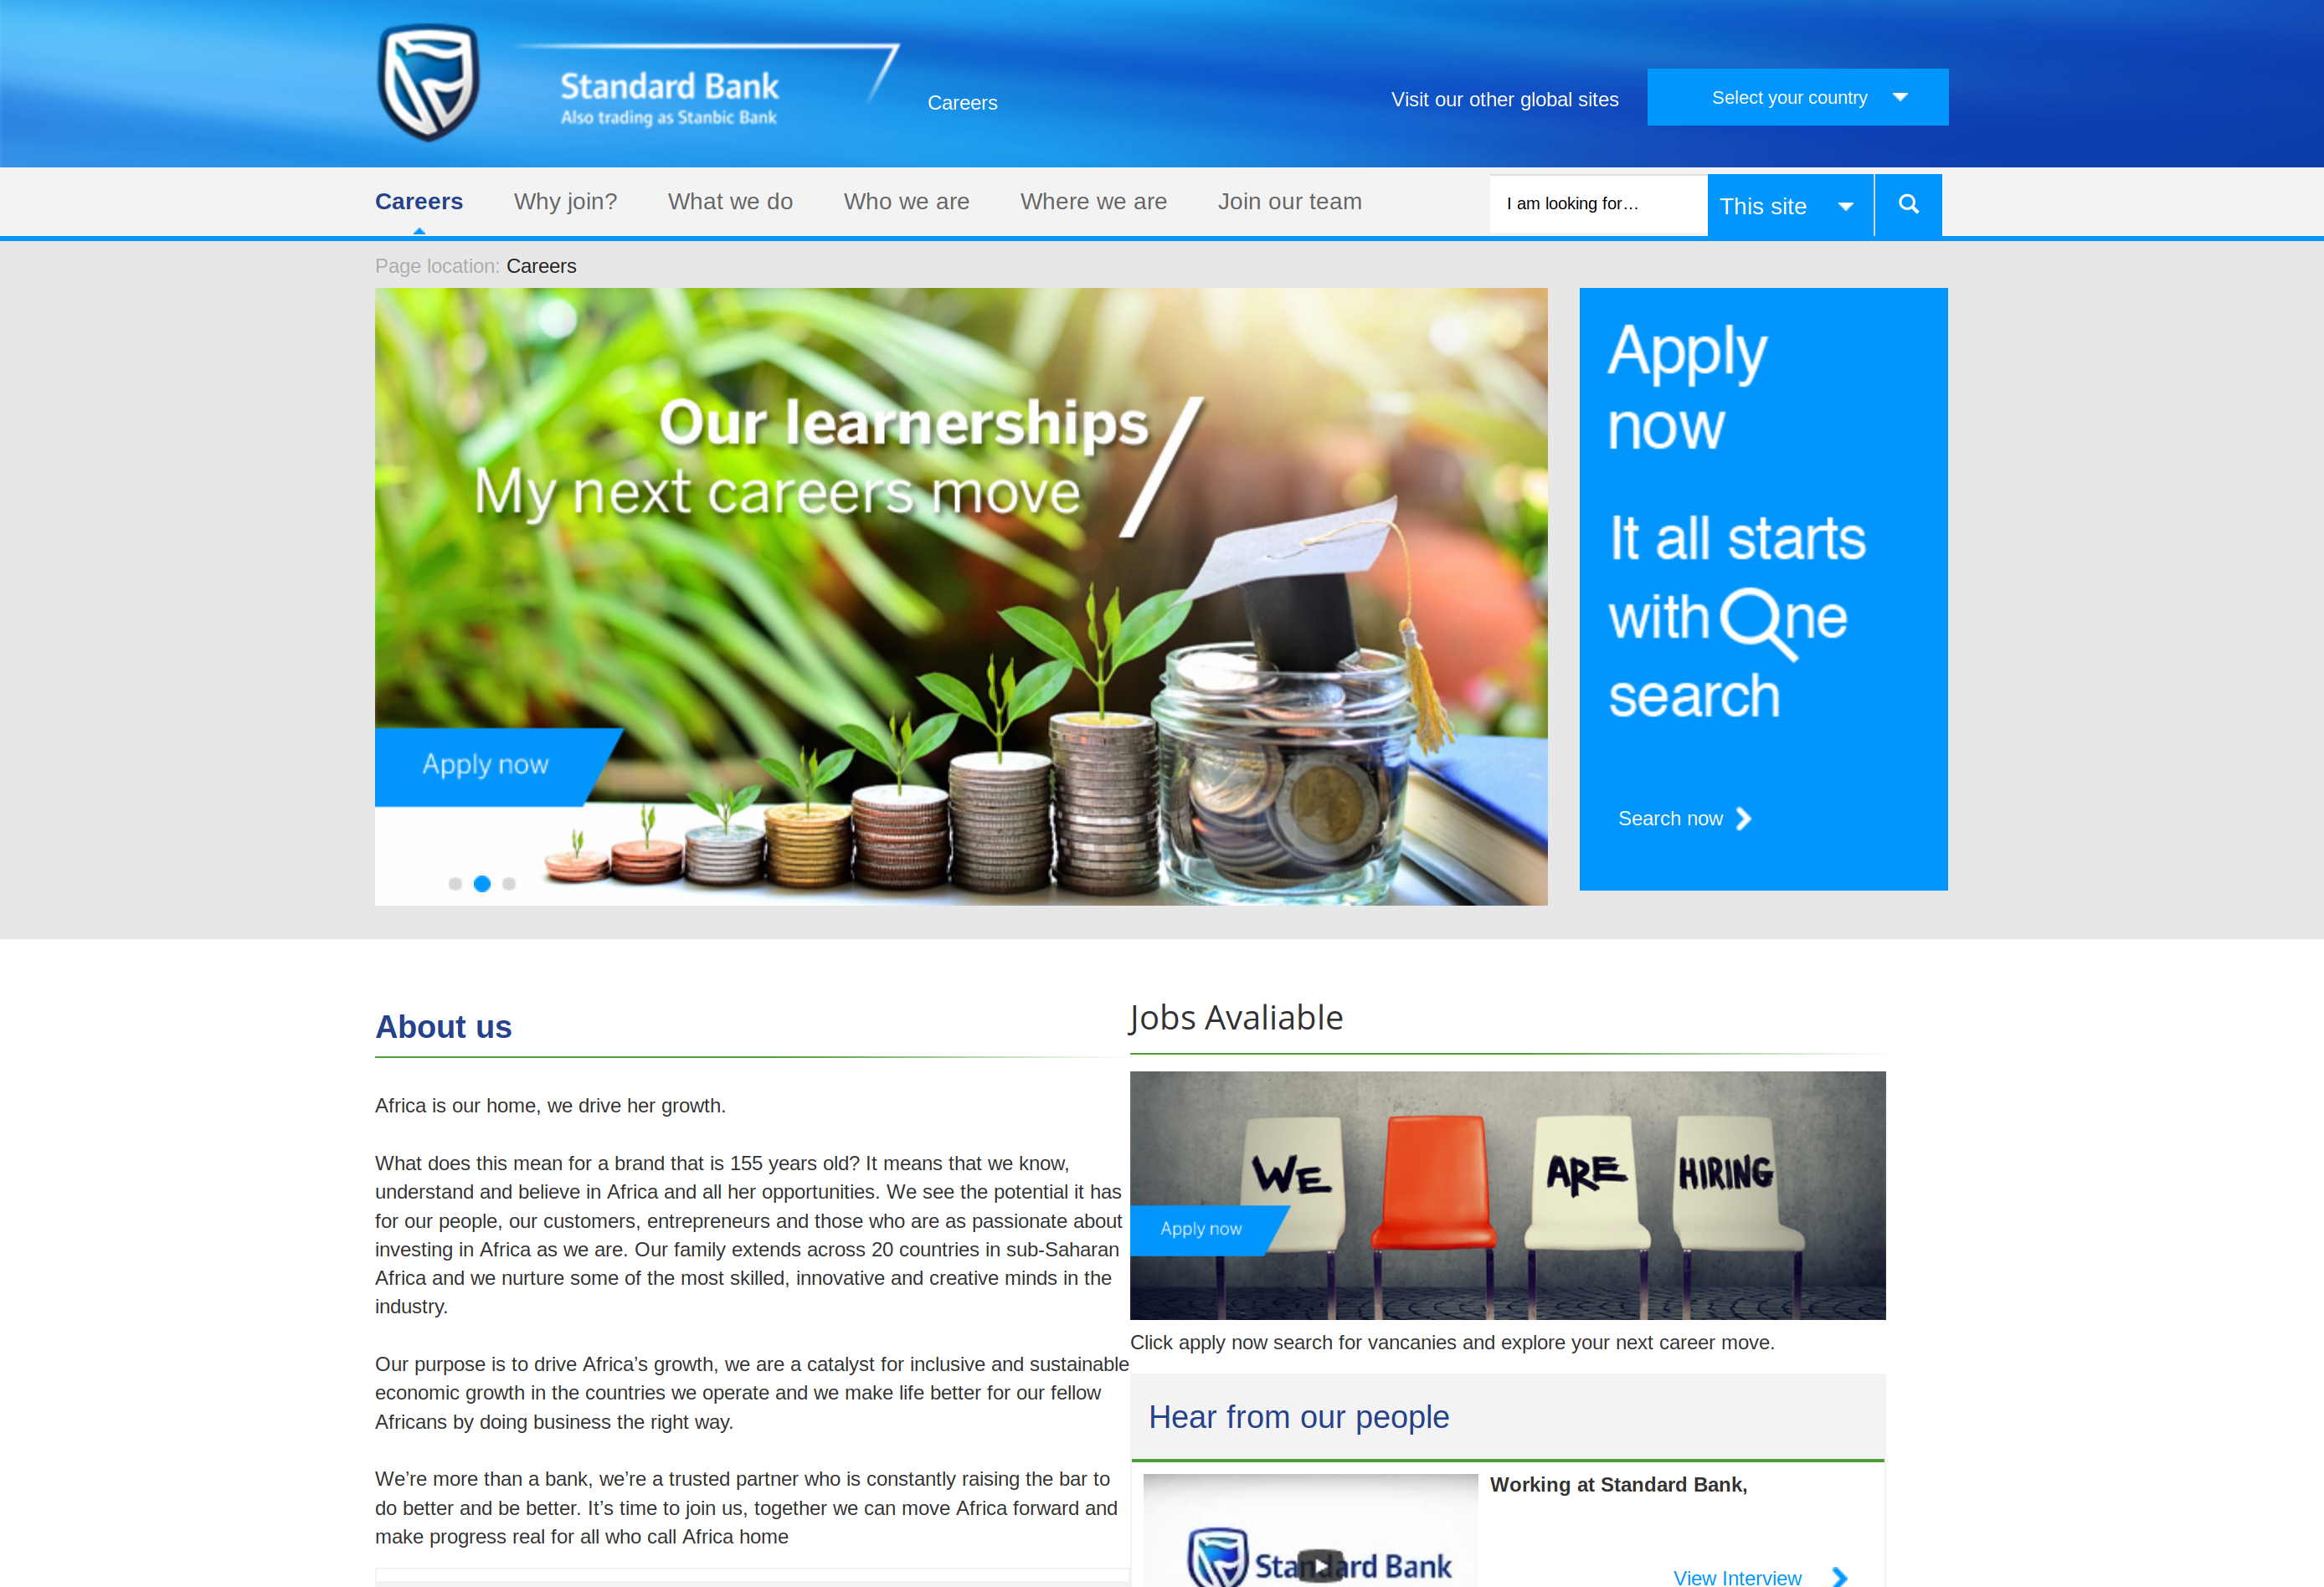 Standard Bank
Also trading as Stanbic Bank
Careers
Visit our other global sites
Select your country
Careers
Why join?
What we do
Who we are
Where we are
Join our team
I am looking for…
This site
Page location: Careers
Our learnerships
My next careers move
Apply now
Apply
now
It all starts
with One
search
Search now
About us
Africa is our home, we drive her growth.
What does this mean for a brand that is 155 years old? It means that we know,
understand and believe in Africa and all her opportunities. We see the potential it has
for our people, our customers, entrepreneurs and those who are as passionate about
investing in Africa as we are. Our family extends across 20 countries in sub-Saharan
Africa and we nurture some of the most skilled, innovative and creative minds in the
industry.
Our purpose is to drive Africa’s growth, we are a catalyst for inclusive and sustainable
economic growth in the countries we operate and we make life better for our fellow
Africans by doing business the right way.
We’re more than a bank, we’re a trusted partner who is constantly raising the bar to
do better and be better. It’s time to join us, together we can move Africa forward and
make progress real for all who call Africa home
Jobs Avaliable
WE ARE HIRING
Apply now
Click apply now search for vancanies and explore your next career move.
Hear from our people
Working at Standard Bank,
Standard Bank
View Interview